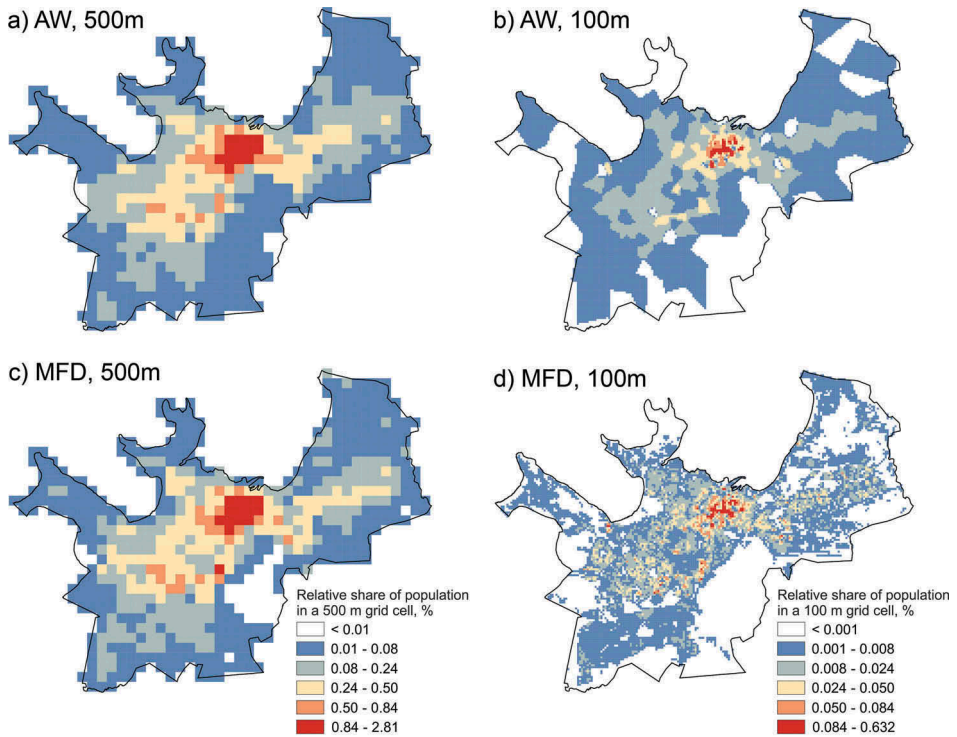 a) AW, 500m
b) AW, 100m
c) MFD, 500m
d) MFD, 100m
Relative share of population
in a 500 m grid cell, %
< 0.01
0.01 - 0.08
0.08 - 0.24
0.24 - 0.50
0.50 - 0.84
0.84 - 2.81
Relative share of population
in a 100 m grid cell, %
< 0.001
0.001 - 0.008
0.008 - 0.024
0.024 - 0.050
0.050 - 0.084
0.084 - 0.632